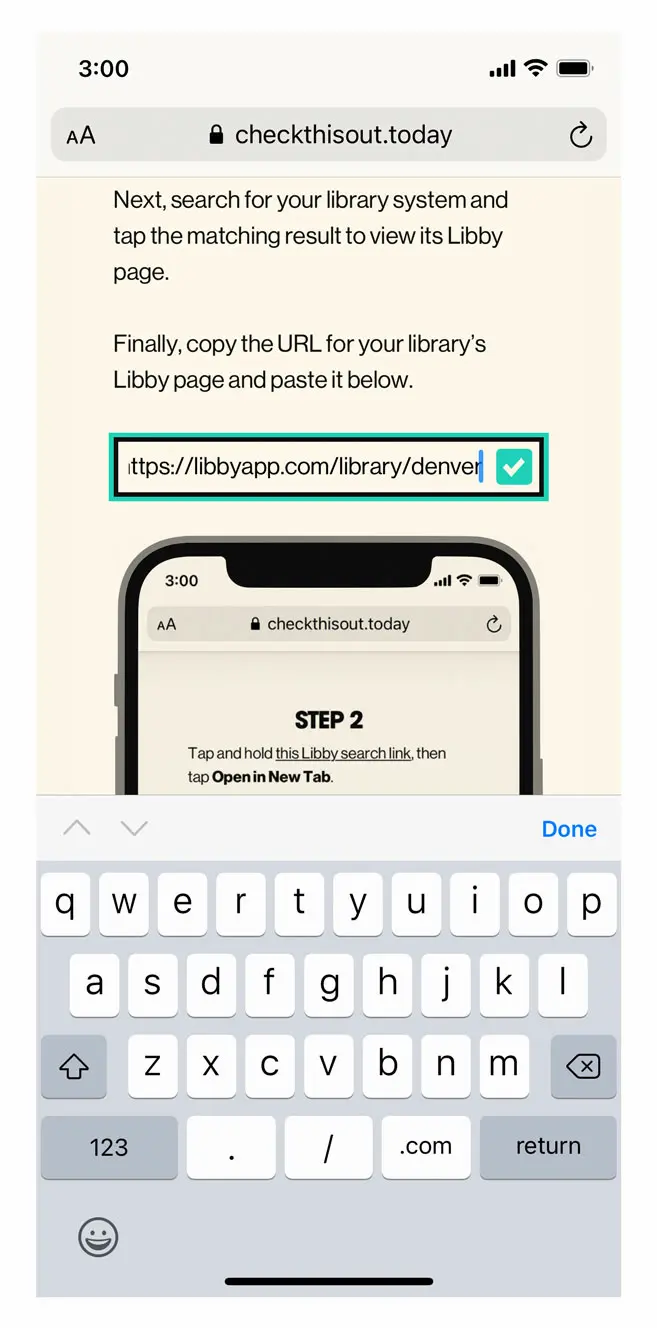 3:00
AA checkthisout.today
Next, search for your library system and
tap the matching result to view its Libby
page.
Finally, copy the URL for your library’s
Libby page and paste it below.
ttps://libbyapp.com/library/denver
3:00
AA checkthisout.today
STEP 2
Tap and hold this Libby search link, then
tap Open in New Tab.
Done
q w e r t y u i o p
a s d f g h j k l
z x c v b n m
123 . / .com return